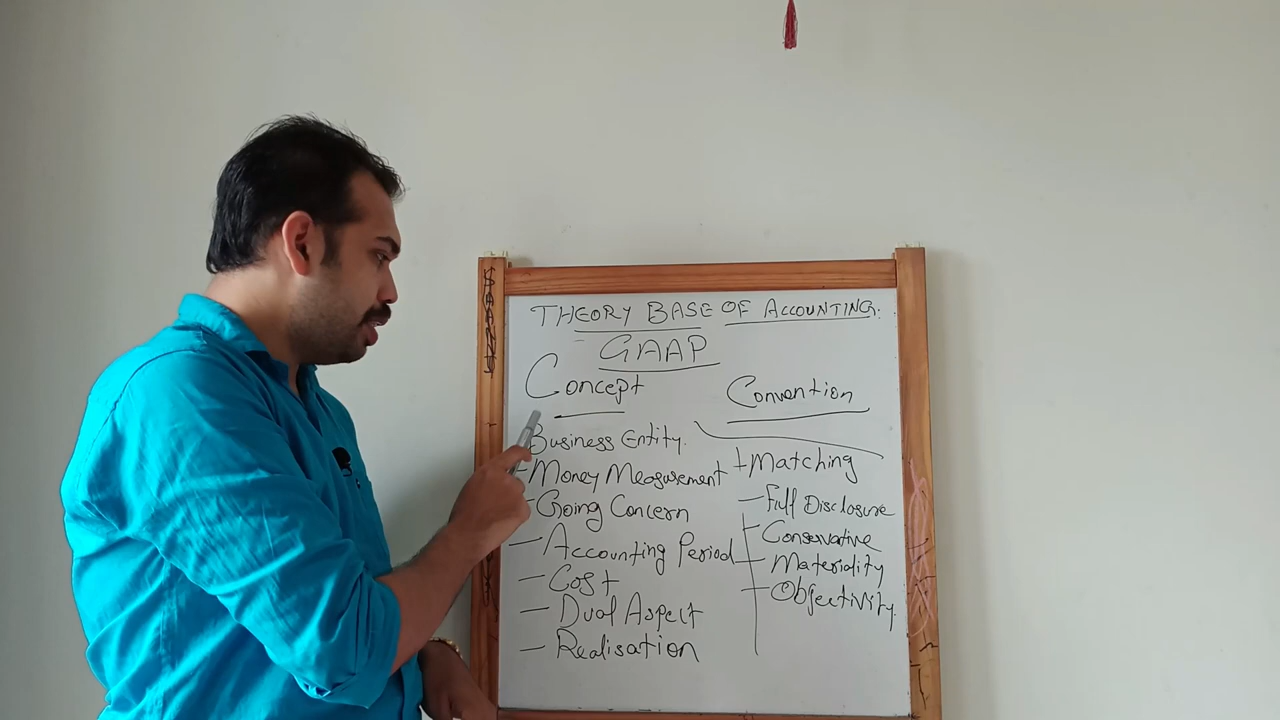 THEORY BASE OF ACCOUNTING.
GAAP
Concept
Business Entity.
Money Measurement
Going Concern
Accounting Period
Cost
Dual Aspect
Realisation
Convention
Matching
Full Disclosure
Conservative
Materiality
Objectivity.